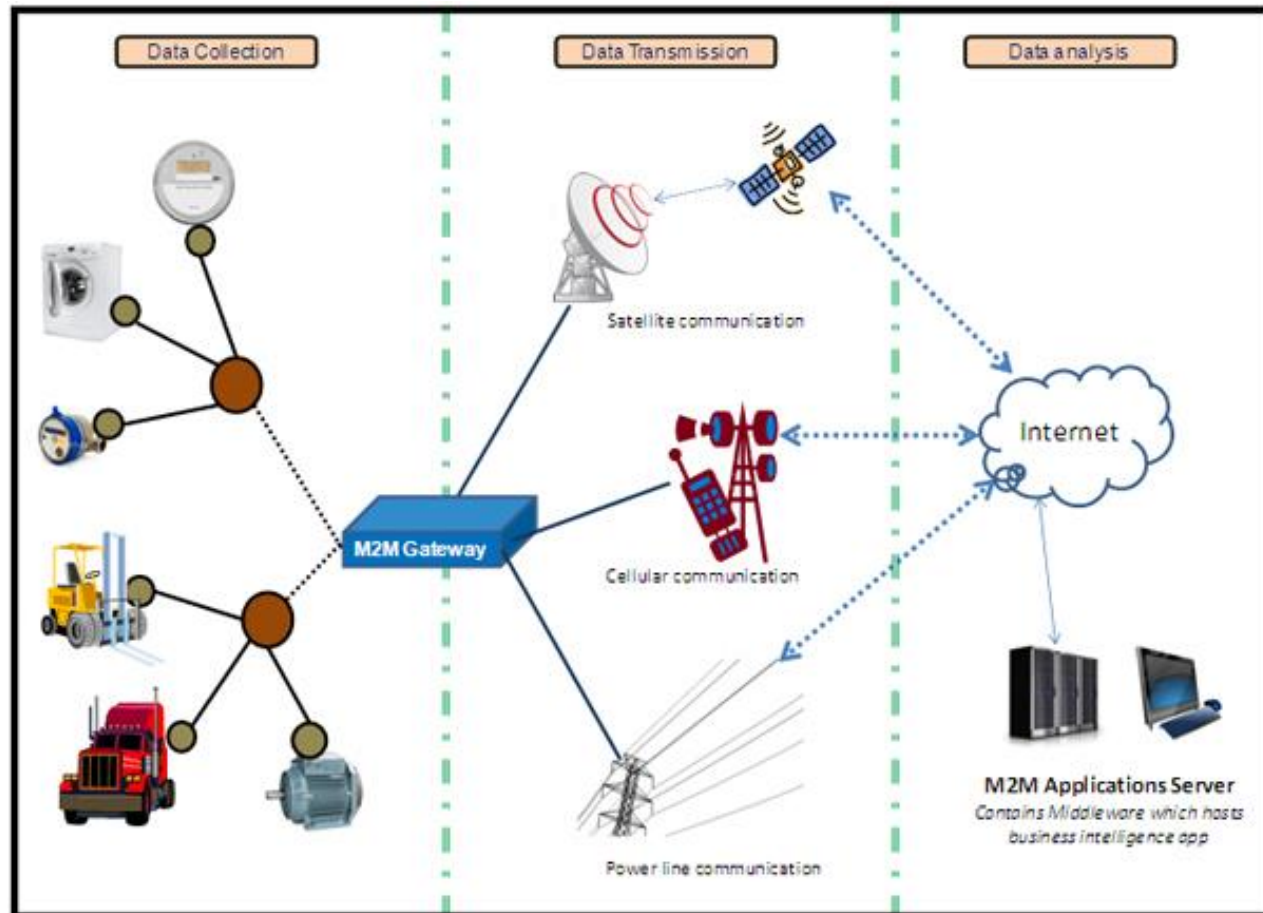 Data Collection
Data Transmission
Data analysis
Satellite communication
Internet
M2M Gateway
Cellular communication
M2M Applications Server
Contains Middleware which hosts
business intelligence app
Power line communication